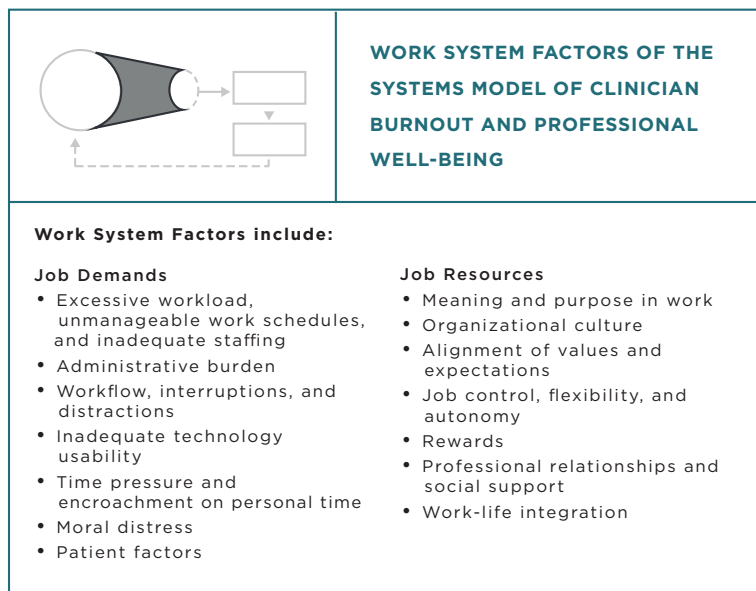 WORK SYSTEM FACTORS OF THE
SYSTEMS MODEL OF CLINICIAN
BURNOUT AND PROFESSIONAL
WELL-BEING
Work System Factors include:
Job Demands
• Excessive workload,
unmanageable work schedules,
and inadequate staffing
• Administrative burden
• Workflow, interruptions, and
distractions
• Inadequate technology
usability
• Time pressure and
encroachment on personal time
• Moral distress
• Patient factors
Job Resources
• Meaning and purpose in work
• Organizational culture
• Alignment of values and
expectations
• Job control, flexibility, and
autonomy
• Rewards
• Professional relationships and
social support
• Work-life integration